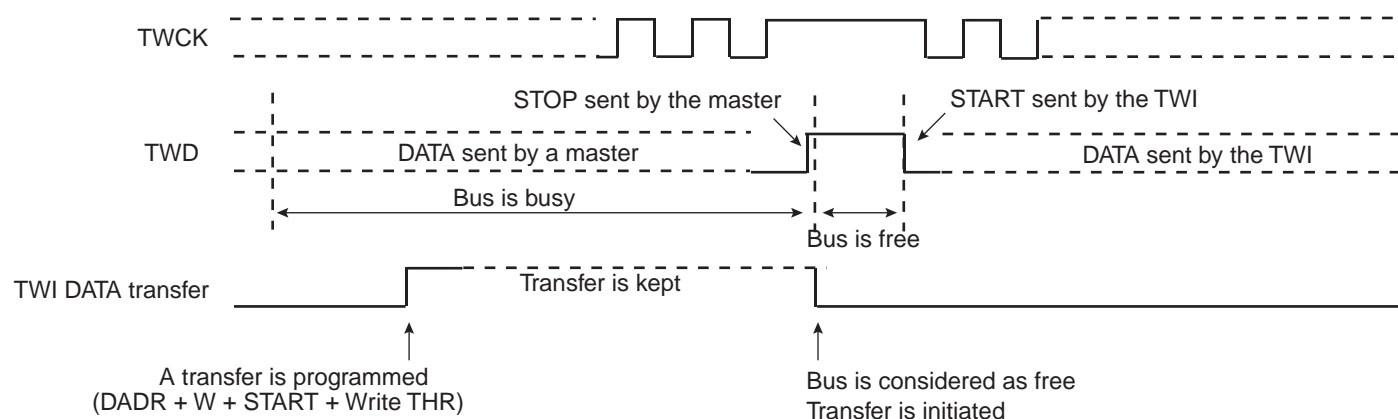 TWCK
STOP sent by the master
START sent by the TWI
TWD
DATA sent by a master
DATA sent by the TWI
Bus is busy
Bus is free
TWI DATA transfer
Transfer is kept
A transfer is programmed
(DADR + W + START + Write THR)
Bus is considered as free
Transfer is initiated